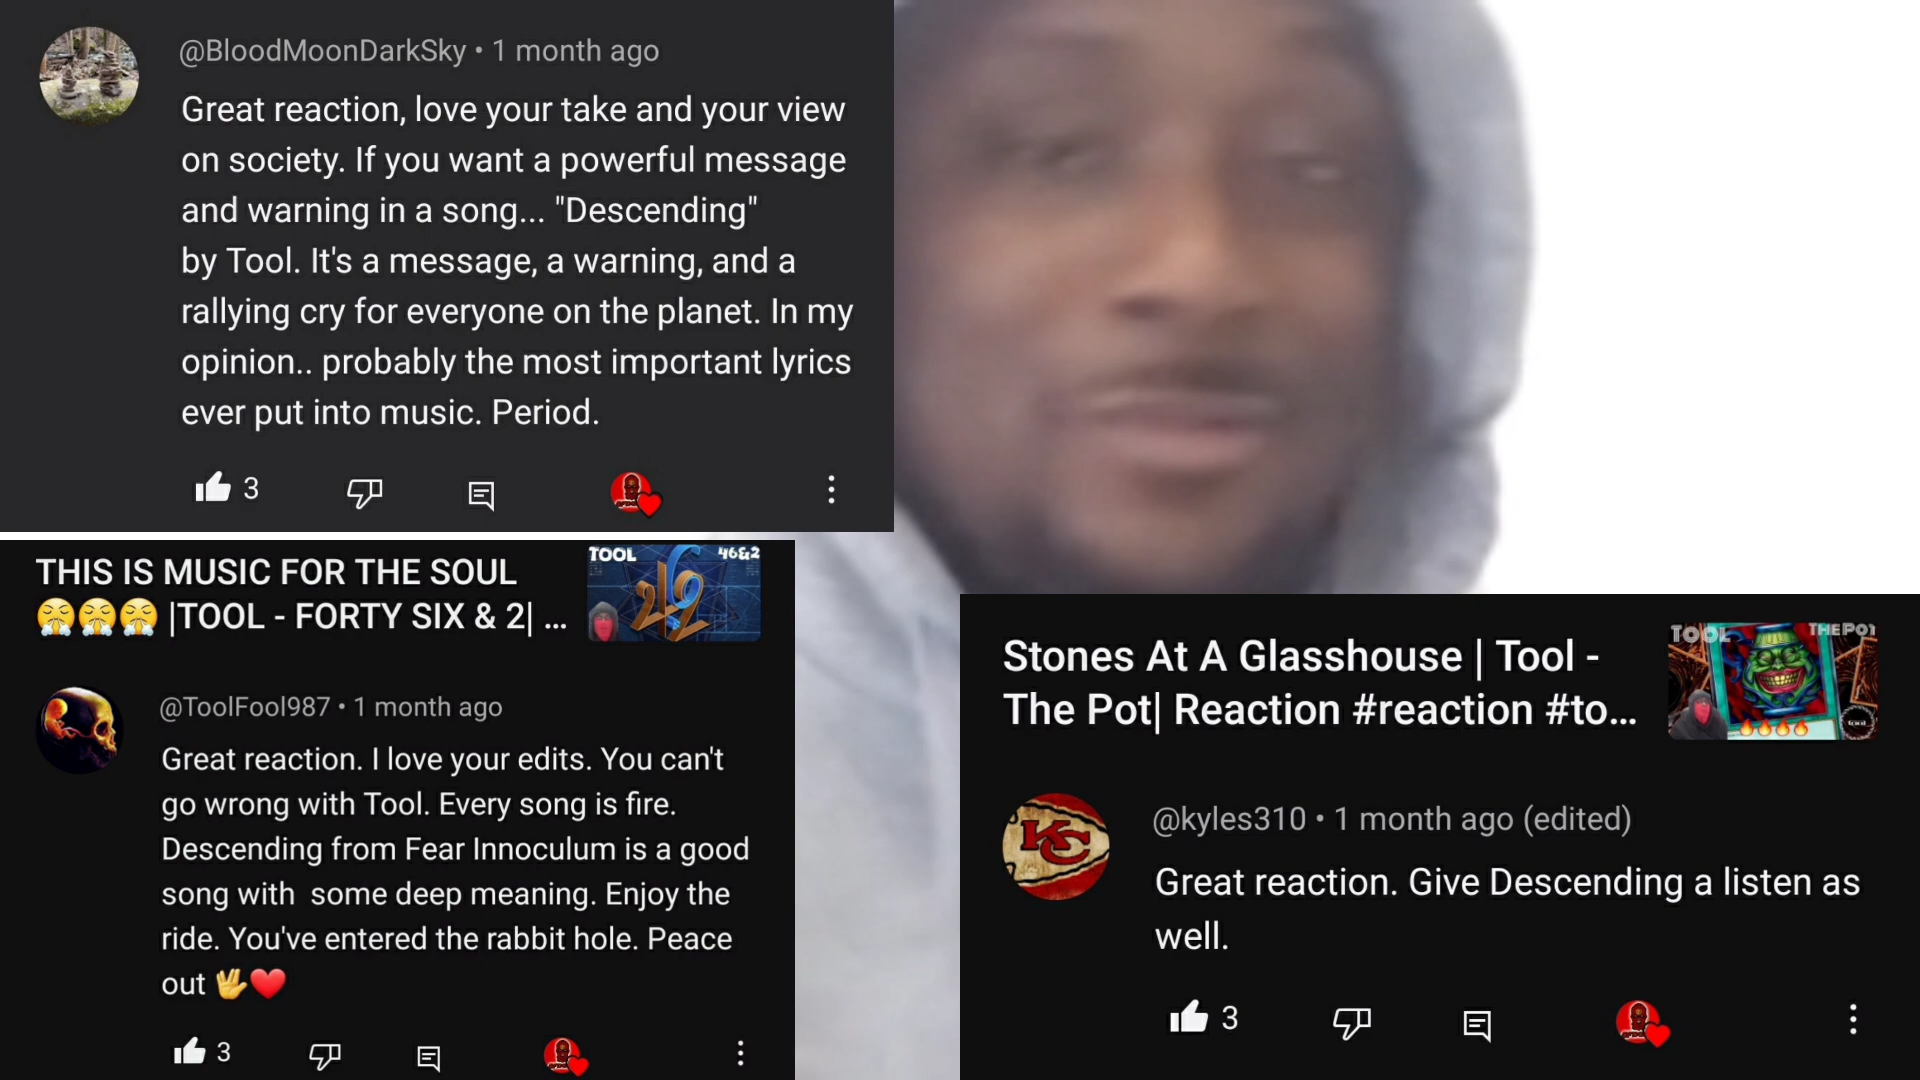 @BloodMoonDarkSky • 1 month ago
Great reaction, love your take and your view
on society. If you want a powerful message
and warning in a song... "Descending"
by Tool. It's a message, a warning, and a
rallying cry for everyone on the planet. In my
opinion.. probably the most important lyrics
ever put into music. Period.
3
THIS IS MUSIC FOR THE SOUL
😤😤😤 |TOOL - FORTY SIX & 2| ...
TOOL
46&2
@ToolFool987 • 1 month ago
Great reaction. I love your edits. You can't
go wrong with Tool. Every song is fire.
Descending from Fear Innoculum is a good
song with  some deep meaning. Enjoy the
ride. You've entered the rabbit hole. Peace
out 🖖❤️
3
Stones At A Glasshouse | Tool -
The Pot| Reaction #reaction #to...
TOOL
THE POT
KC
@kyles310 • 1 month ago (edited)
Great reaction. Give Descending a listen as
well.
3